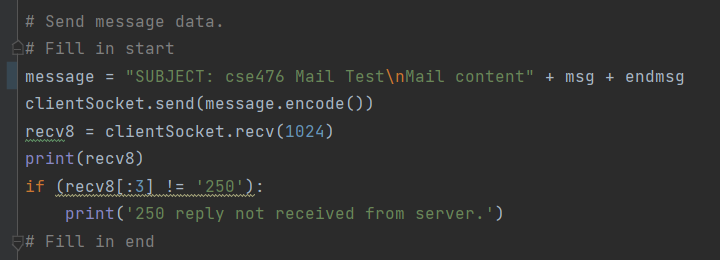 # Send message data.
# Fill in start
message = "SUBJECT: cse476 Mail Test\nMail content" + msg + endmsg
clientSocket.send(message.encode())
recv8 = clientSocket.recv(1024)
print(recv8)
if (recv8[:3] != '250'):
    print('250 reply not received from server.')
# Fill in end